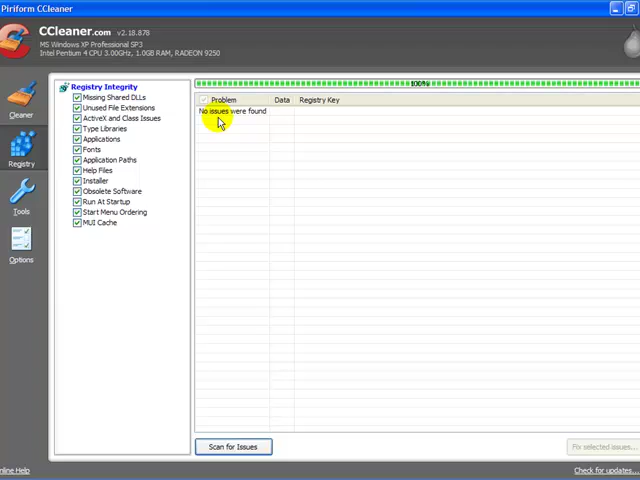 Piriform CCleaner
CCleaner.com v2.18.878
MS Windows XP Professional SP3
Intel Pentium 4 CPU 3.00GHz, 1.0GB RAM, RADEON 9250
Cleaner
Registry
Tools
Options
Registry Integrity
Missing Shared DLLs
Unused File Extensions
ActiveX and Class Issues
Type Libraries
Applications
Fonts
Application Paths
Help Files
Installer
Obsolete Software
Run At Startup
Start Menu Ordering
MUI Cache
100%
Problem Data Registry Key
No issues were found
Scan for Issues
Fix selected issues...
nline Help
Check for updates...